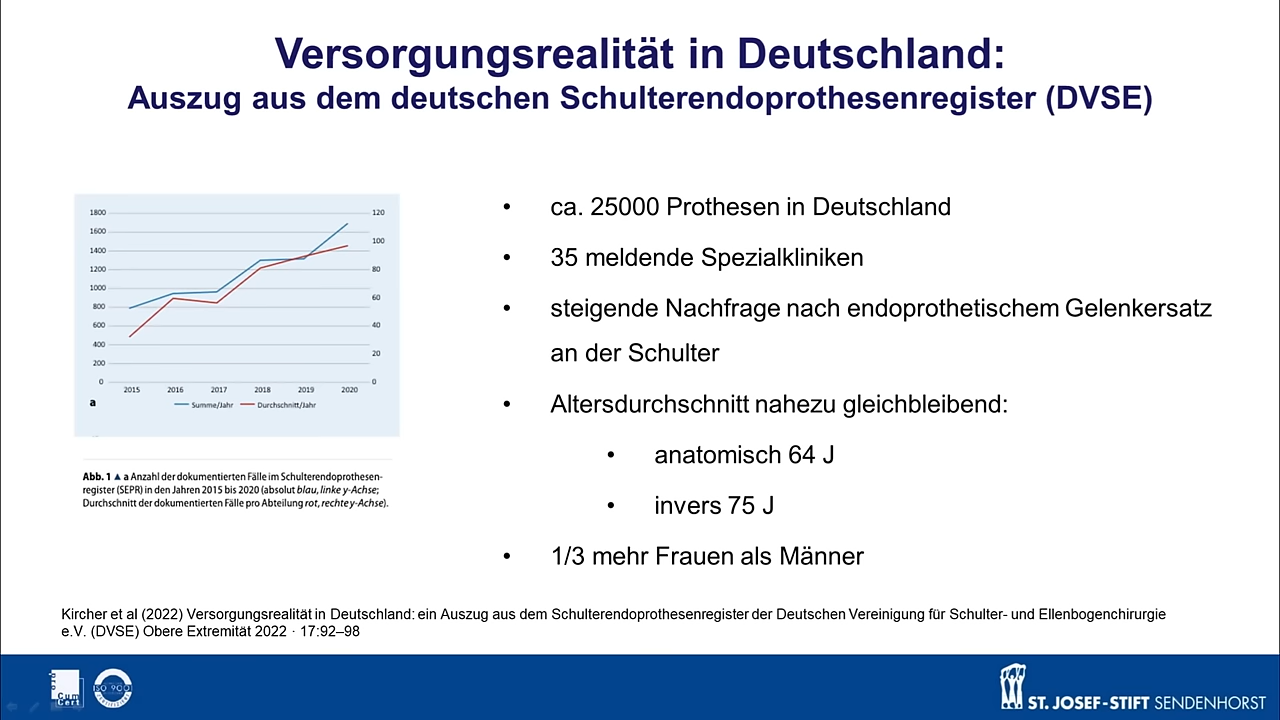 Versorgungsrealität in Deutschland:
Auszug aus dem deutschen Schulterendoprothesenregister (DVSE)
1800
1600
1400
1200
1000
800
600
400
200
0
120
100
80
60
40
20
0
2015 2016 2017 2018 2019 2020
a
Summe/Jahr Durchschnitt/Jahr
Abb. 1 ▲ a Anzahl der dokumentierten Fälle im Schulterendoprothesen-
register (SEPR) in den Jahren 2015 bis 2020 (absolut blau, linke y-Achse;
Durchschnitt der dokumentierten Fälle pro Abteilung rot, rechte y-Achse).
• ca. 25000 Prothesen in Deutschland
• 35 meldende Spezialkliniken
• steigende Nachfrage nach endoprothetischem Gelenkersatz
an der Schulter
• Altersdurchschnitt nahezu gleichbleibend:
• anatomisch 64 J
• invers 75 J
• 1/3 mehr Frauen als Männer
Kircher et al (2022) Versorgungsrealität in Deutschland: ein Auszug aus dem Schulterendoprothesenregister der Deutschen Vereinigung für Schulter- und Ellenbogenchirurgie
e.V. (DVSE) Obere Extremität 2022 · 17:92–98
Cum
Cert
ISO 9001
ST. JOSEF-STIFT SENDENHORST